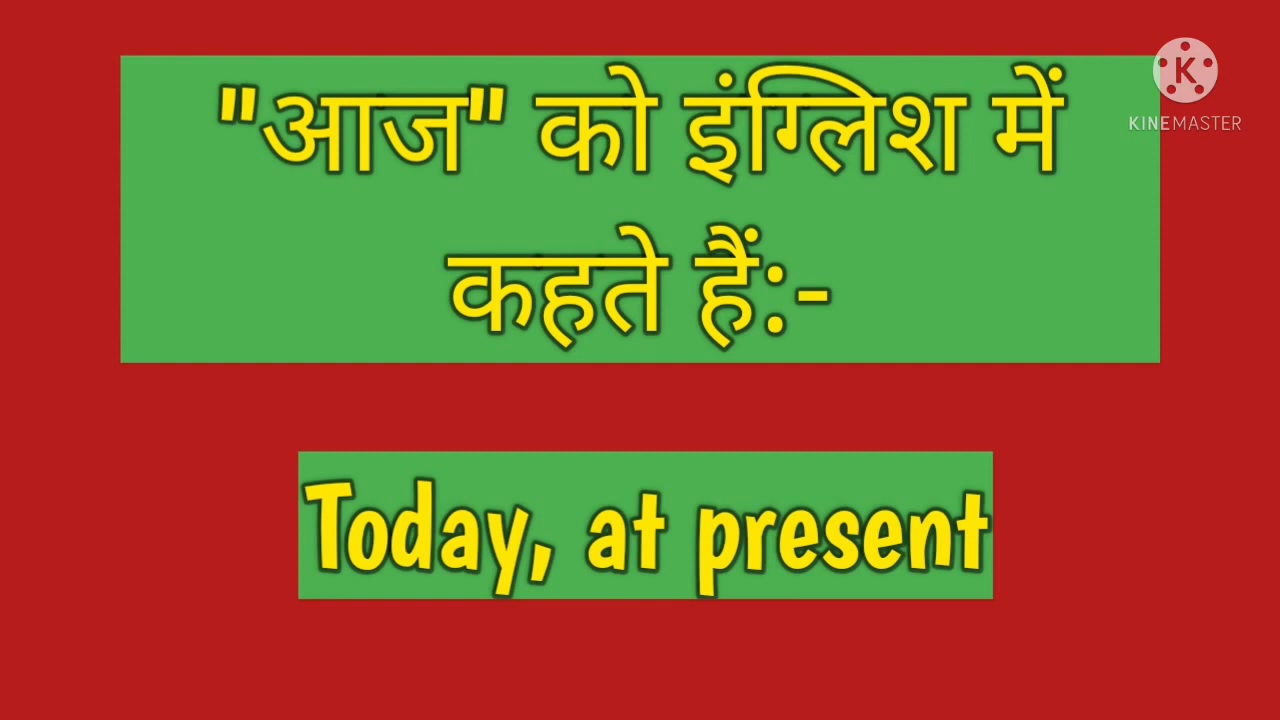 "आज" को इंग्लिश में
कहते हैं:-
Today, at present
K
KINEMASTER